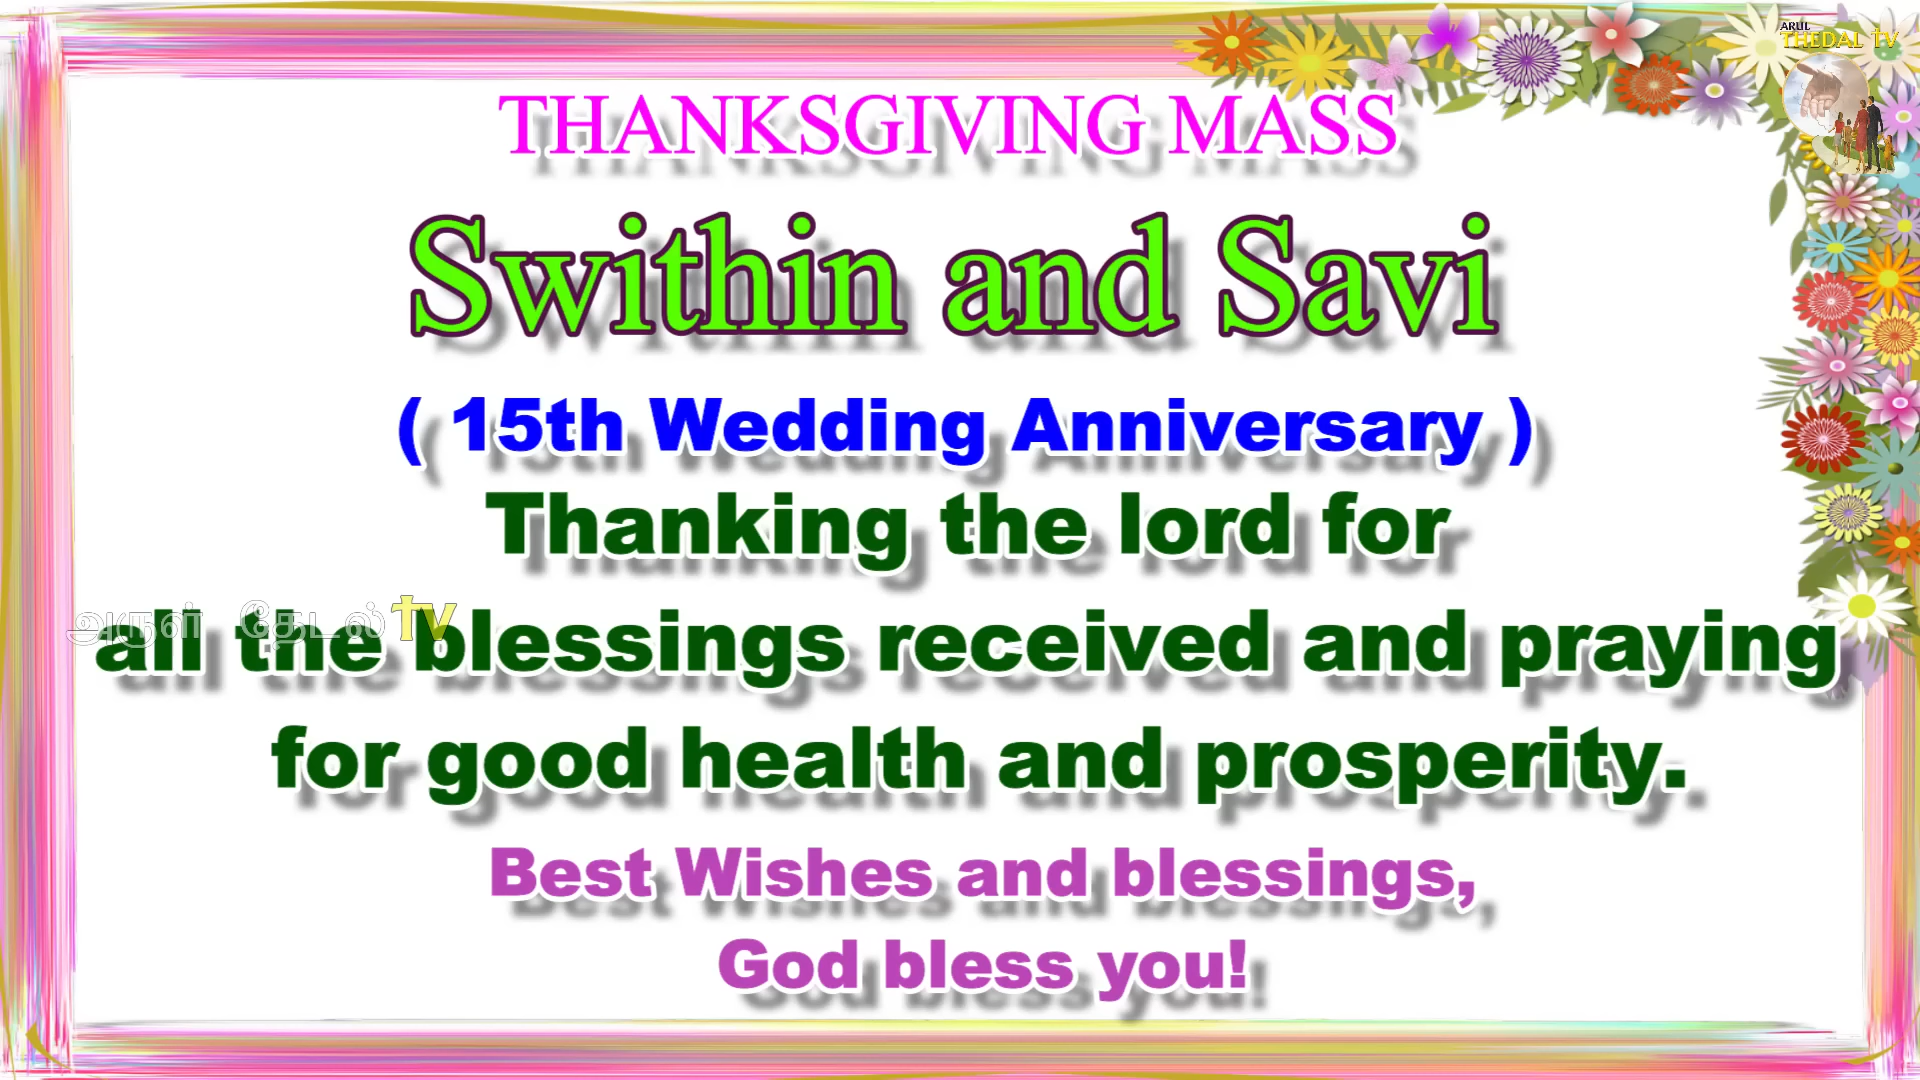 ARUL
THEDAL TV
THANKSGIVING MASS
Swithin and Savi
( 15th Wedding Anniversary )
Thanking the lord for
அருள் தேடல் tv
all the blessings received and praying
for good health and prosperity.
Best Wishes and blessings,
God bless you!